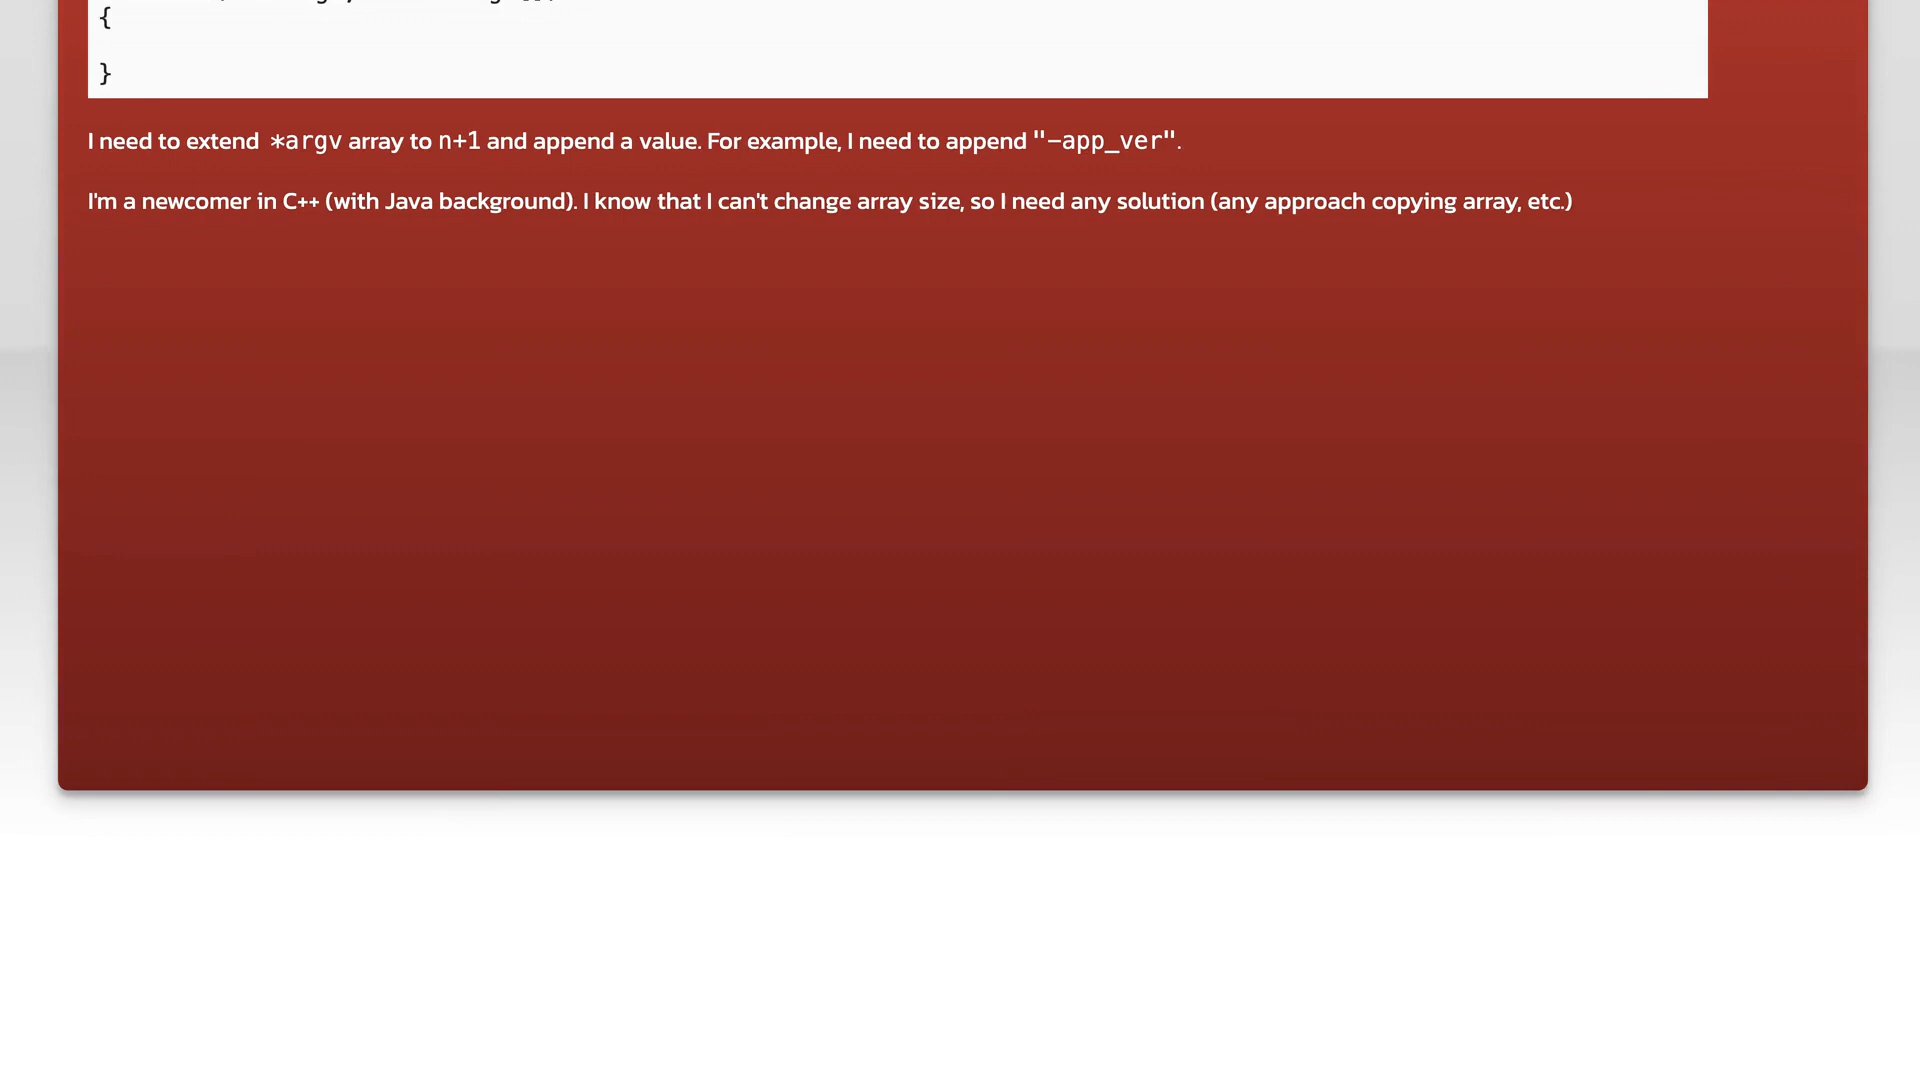 {
}
I need to extend *argv array to n+1 and append a value. For example, I need to append "-app_ver".
I'm a newcomer in C++ (with Java background). I know that I can't change array size, so I need any solution (any approach copying array, etc.)